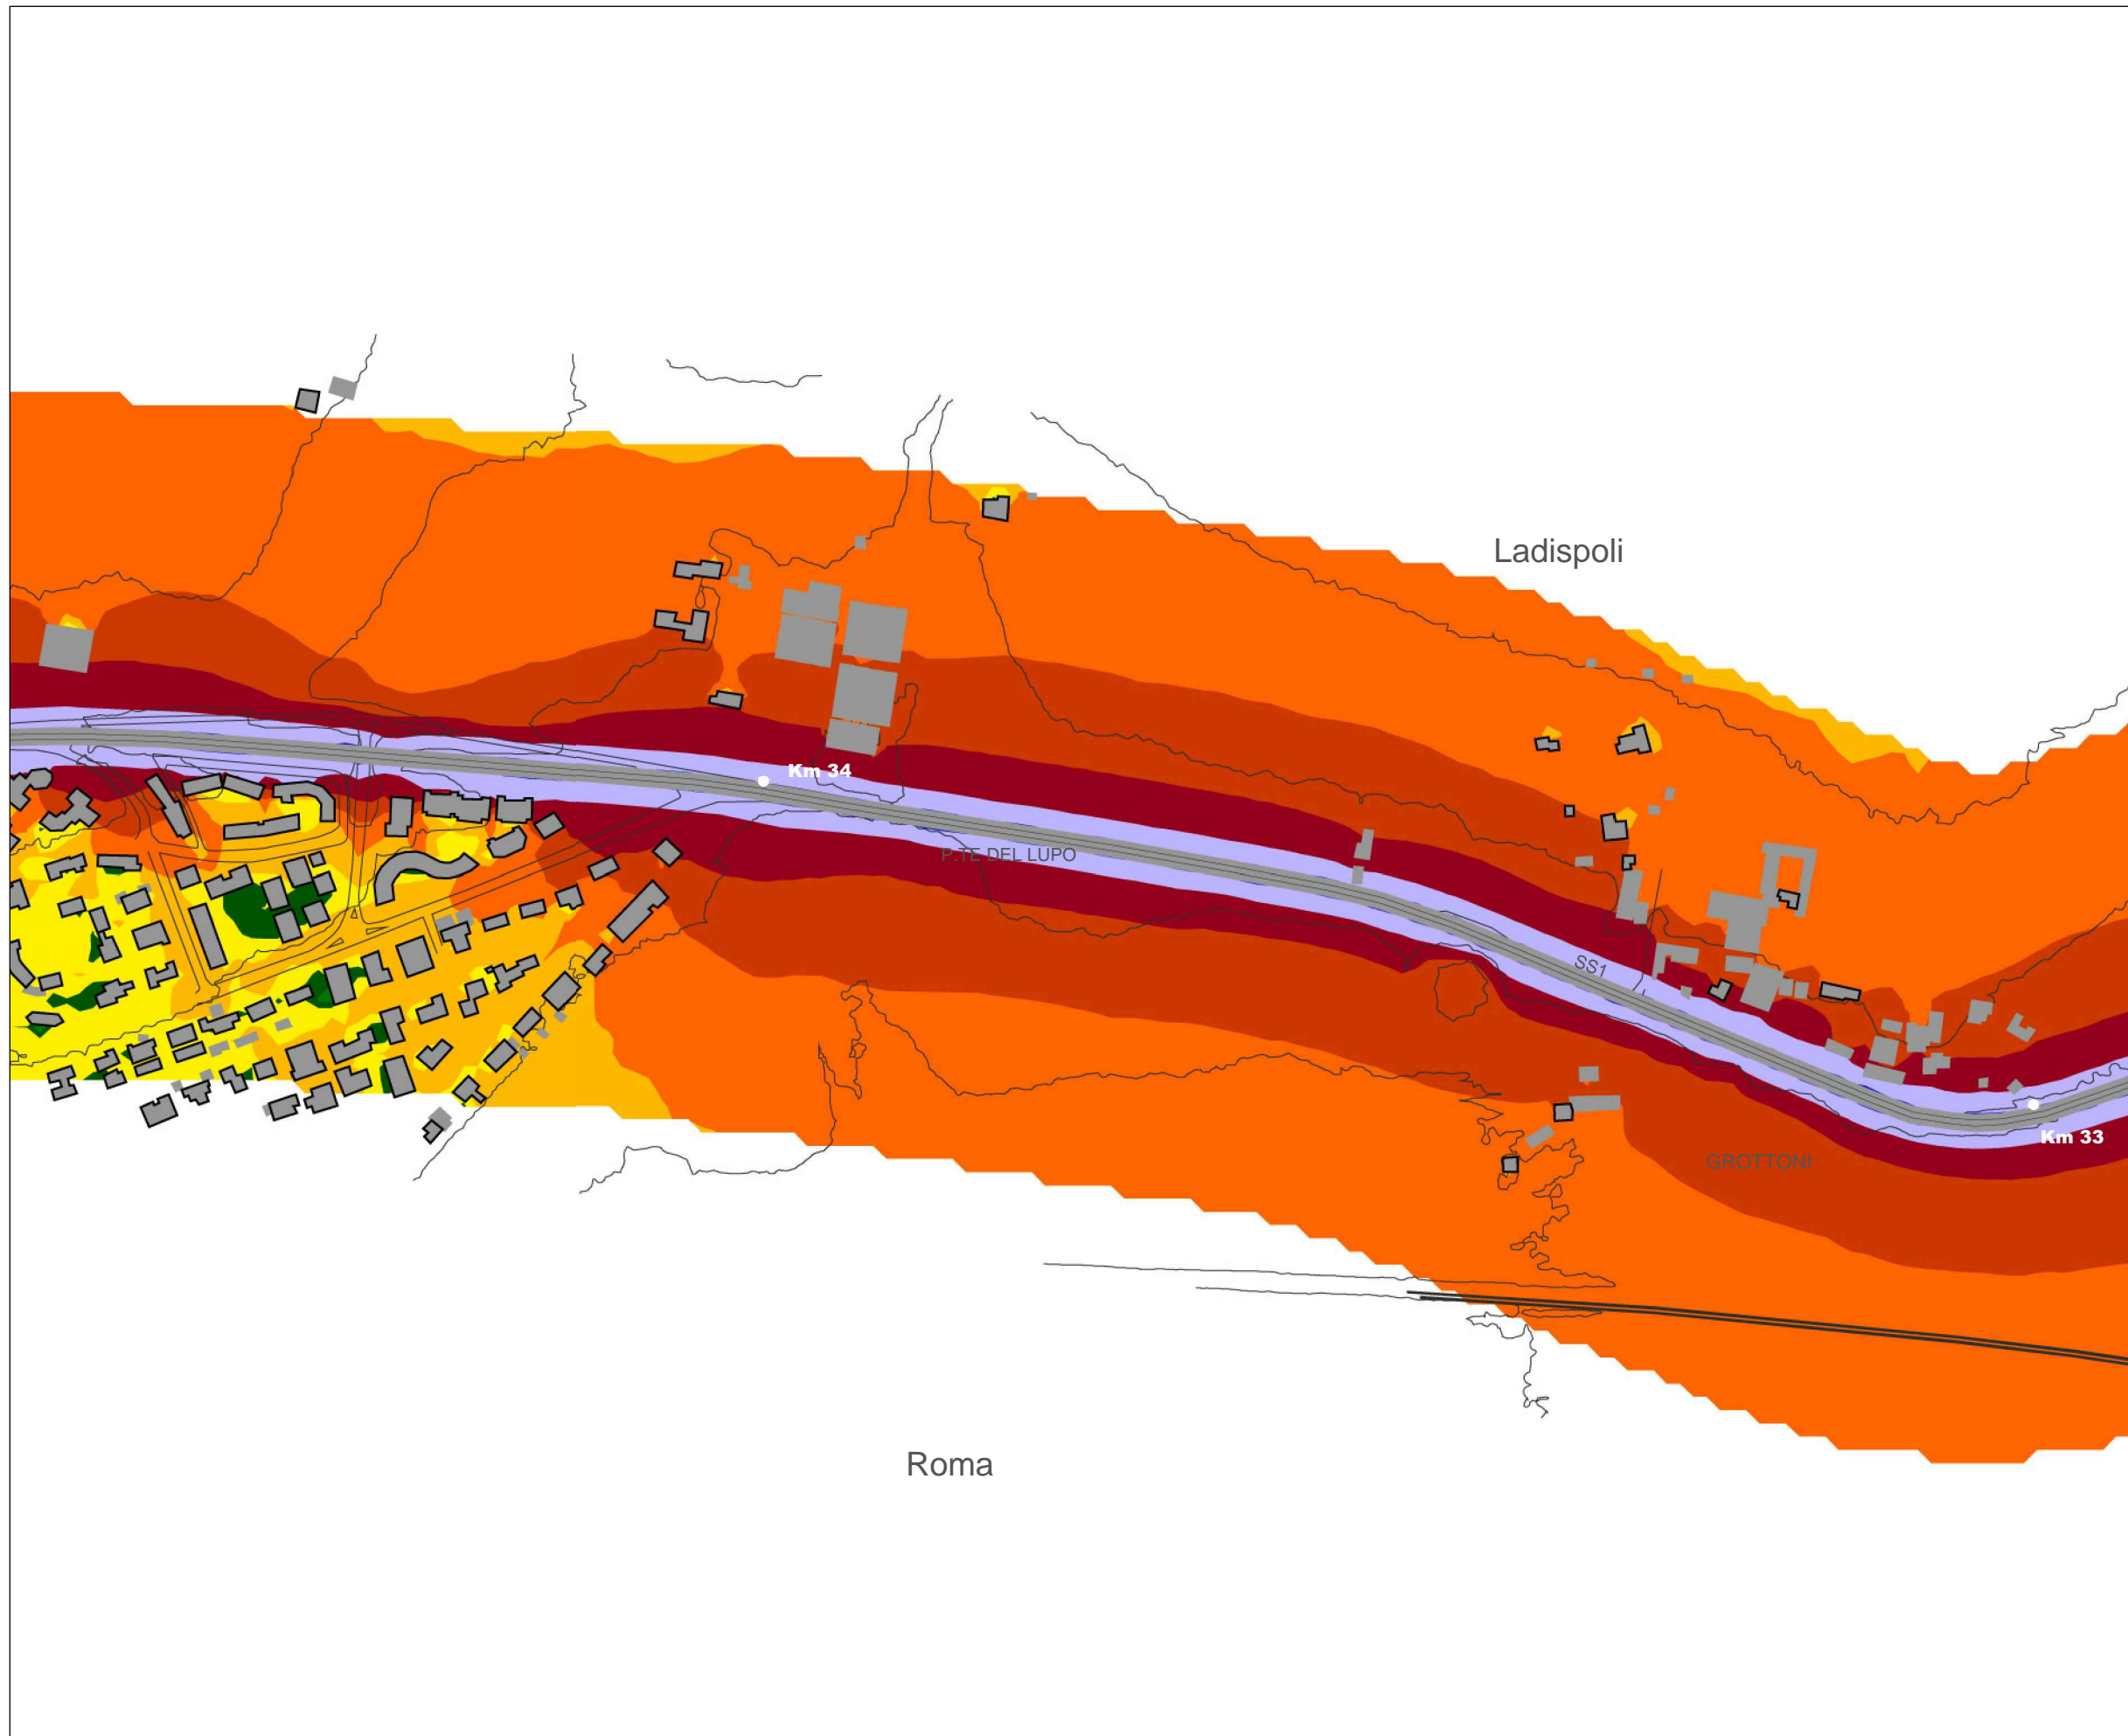 Ladispoli
Km 34
P.TE DEL LUPO
SS1
Km 33
GROTTONI
Roma